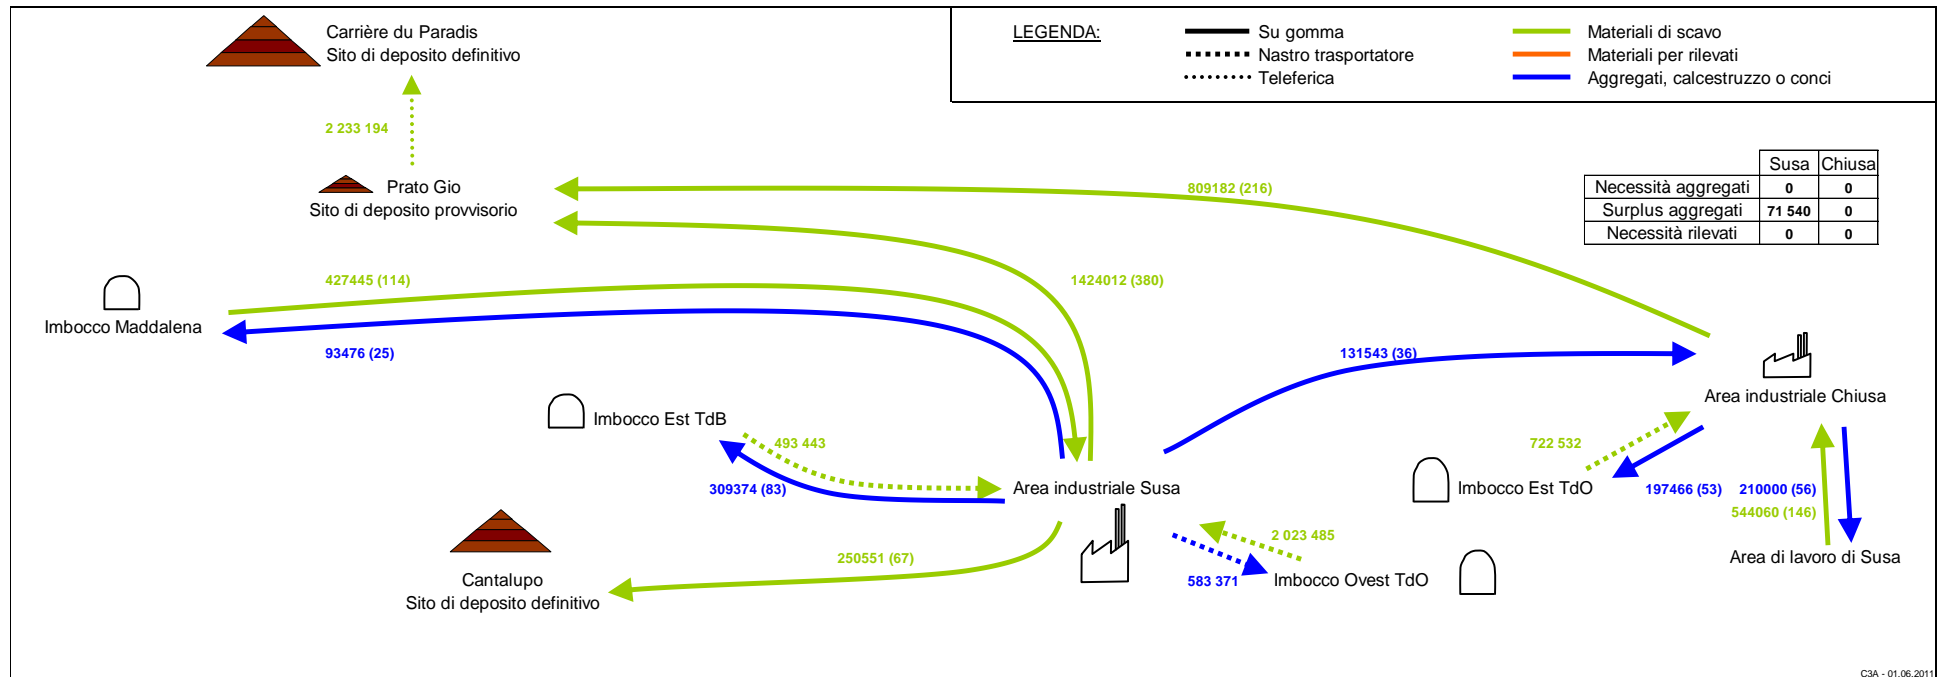 Carrière du Paradis
Sito di deposito definitivo
LEGENDA:
Su gomma
Nastro trasportatore
Teleferica
Materiali di scavo
Materiali per rilevati
Aggregati, calcestruzzo o conci
2 233 194
Prato Gio
Sito di deposito provvisorio
809182 (216)
Susa Chiusa
Necessità aggregati 0 0
Surplus aggregati 71 540 0
Necessità rilevati 0 0
427445 (114)
1424012 (380)
Imbocco Maddalena
93476 (25)
131543 (36)
Area industriale Chiusa
Imbocco Est TdB
493 443
722 532
309374 (83)
Area industriale Susa
Imbocco Est TdO
197466 (53)
210000 (56)
544060 (146)
2 023 485
250551 (67)
Area di lavoro di Susa
Cantalupo
Sito di deposito definitivo
583 371
Imbocco Ovest TdO
C3A - 01.06.2011